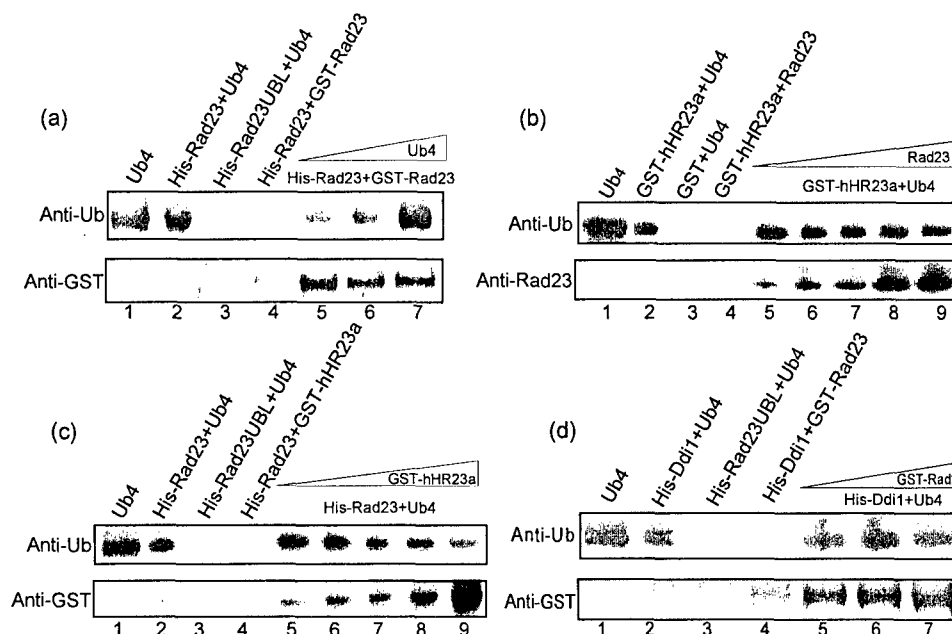 (a)
Ub4
His-Rad23+Ub4
His-Rad23UBL+Ub4
His-Rad23+GST-Rad23
Ub4
His-Rad23+GST-Rad23
Anti-Ub
Anti-GST
1 2 3 4 5 6 7
(b)
Ub4
GST-hHR23a+Ub4
GST+Ub4
GST-hHR23a+Rad23
Rad23
GST-hHR23a+Ub4
Anti-Ub
Anti-Rad23
1 2 3 4 5 6 7 8 9
(c)
Ub4
His-Rad23+Ub4
His-Rad23UBL+Ub4
His-Rad23+GST-hHR23a
GST-hHR23a
His-Rad23+Ub4
Anti-Ub
Anti-GST
1 2 3 4 5 6 7 8 9
(d)
Ub4
His-Ddi1+Ub4
His-Rad23UBL+Ub4
His-Ddi1+GST-Rad23
GST-Rad
His-Ddi1+Ub4
Anti-Ub
Anti-GST
1 2 3 4 5 6 7